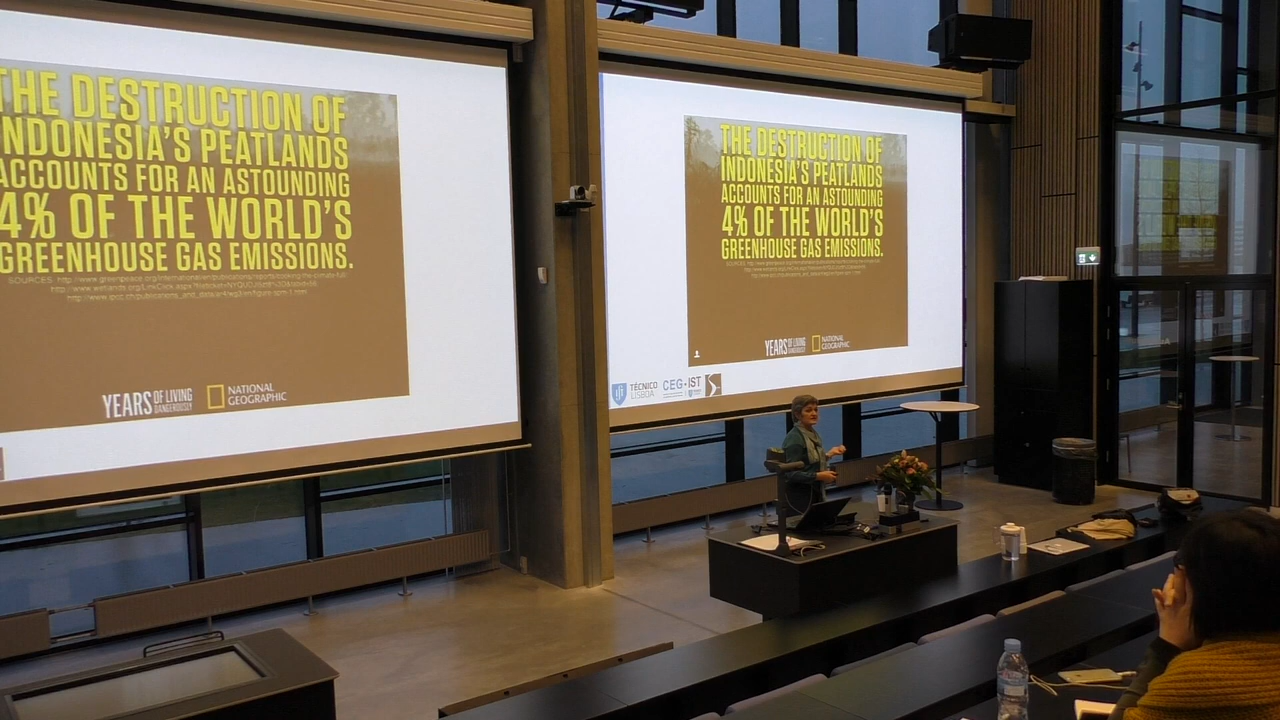 THE DESTRUCTION OF
INDONESIA'S PEATLANDS
ACCOUNTS FOR AN ASTOUNDING
4% OF THE WORLD'S
GREENHOUSE GAS EMISSIONS.
SOURCES:
YEARS OF LIVING DANGEROUSLY
NATIONAL GEOGRAPHIC
THE DESTRUCTION OF
INDONESIA'S PEATLANDS
ACCOUNTS FOR AN ASTOUNDING
4% OF THE WORLD'S
GREENHOUSE GAS EMISSIONS.
SOURCES:
YEARS OF LIVING DANGEROUSLY
NATIONAL GEOGRAPHIC
TÉCNICO LISBOA
CEG-IST